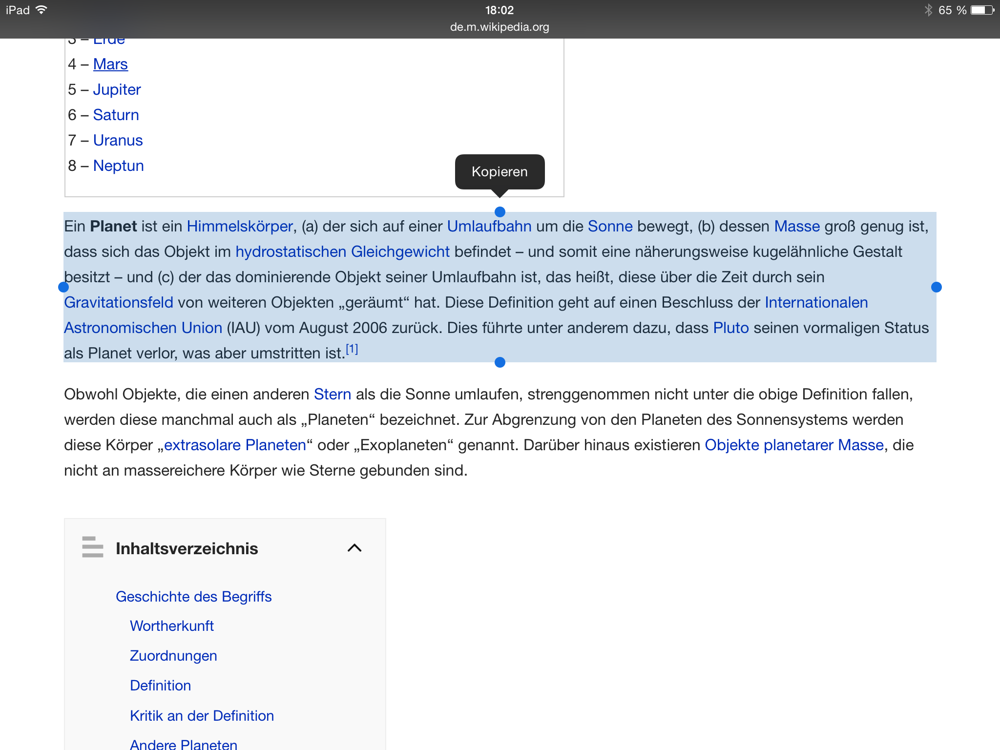 iPad
18:02
65 %
de.m.wikipedia.org
3 – Erde
4 – Mars
5 – Jupiter
6 – Saturn
7 – Uranus
8 – Neptun
Kopieren
Ein Planet ist ein Himmelskörper, (a) der sich auf einer Umlaufbahn um die Sonne bewegt, (b) dessen Masse groß genug ist,
dass sich das Objekt im hydrostatischen Gleichgewicht befindet – und somit eine näherungsweise kugelähnliche Gestalt
besitzt – und (c) der das dominierende Objekt seiner Umlaufbahn ist, das heißt, diese über die Zeit durch sein
Gravitationsfeld von weiteren Objekten „geräumt“ hat. Diese Definition geht auf einen Beschluss der Internationalen
Astronomischen Union (IAU) vom August 2006 zurück. Dies führte unter anderem dazu, dass Pluto seinen vormaligen Status
als Planet verlor, was aber umstritten ist.[1]
Obwohl Objekte, die einen anderen Stern als die Sonne umlaufen, strenggenommen nicht unter die obige Definition fallen,
werden diese manchmal auch als „Planeten“ bezeichnet. Zur Abgrenzung von den Planeten des Sonnensystems werden
diese Körper „extrasolare Planeten“ oder „Exoplaneten“ genannt. Darüber hinaus existieren Objekte planetarer Masse, die
nicht an massereichere Körper wie Sterne gebunden sind.
Inhaltsverzeichnis
Geschichte des Begriffs
Wortherkunft
Zuordnungen
Definition
Kritik an der Definition
Andere Planeten